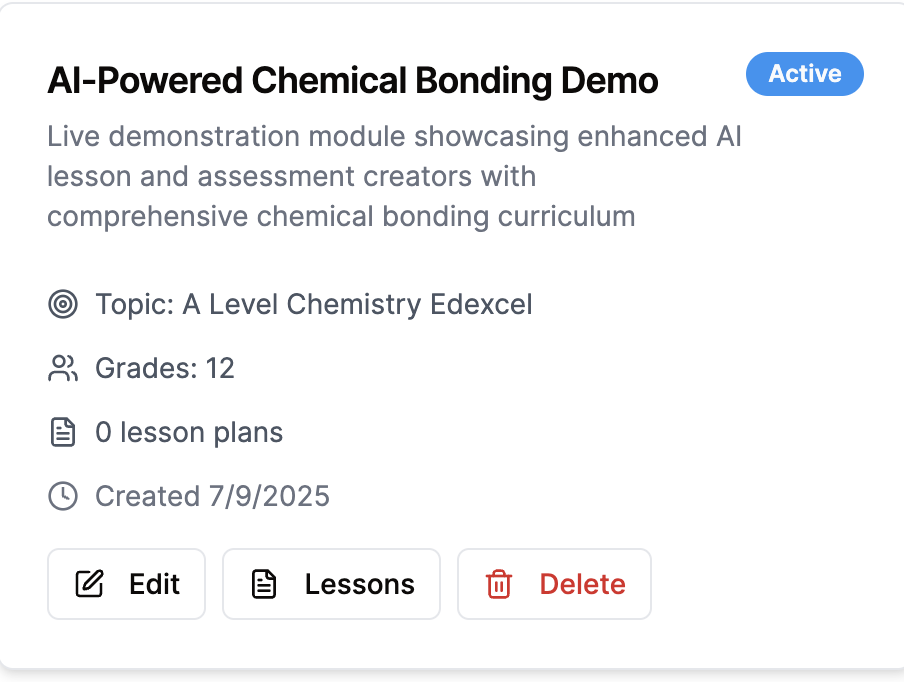 AI-Powered Chemical Bonding Demo
Active
Live demonstration module showcasing enhanced AI
lesson and assessment creators with
comprehensive chemical bonding curriculum
Topic: A Level Chemistry Edexcel
Grades: 12
0 lesson plans
Created 7/9/2025
Edit
Lessons
Delete